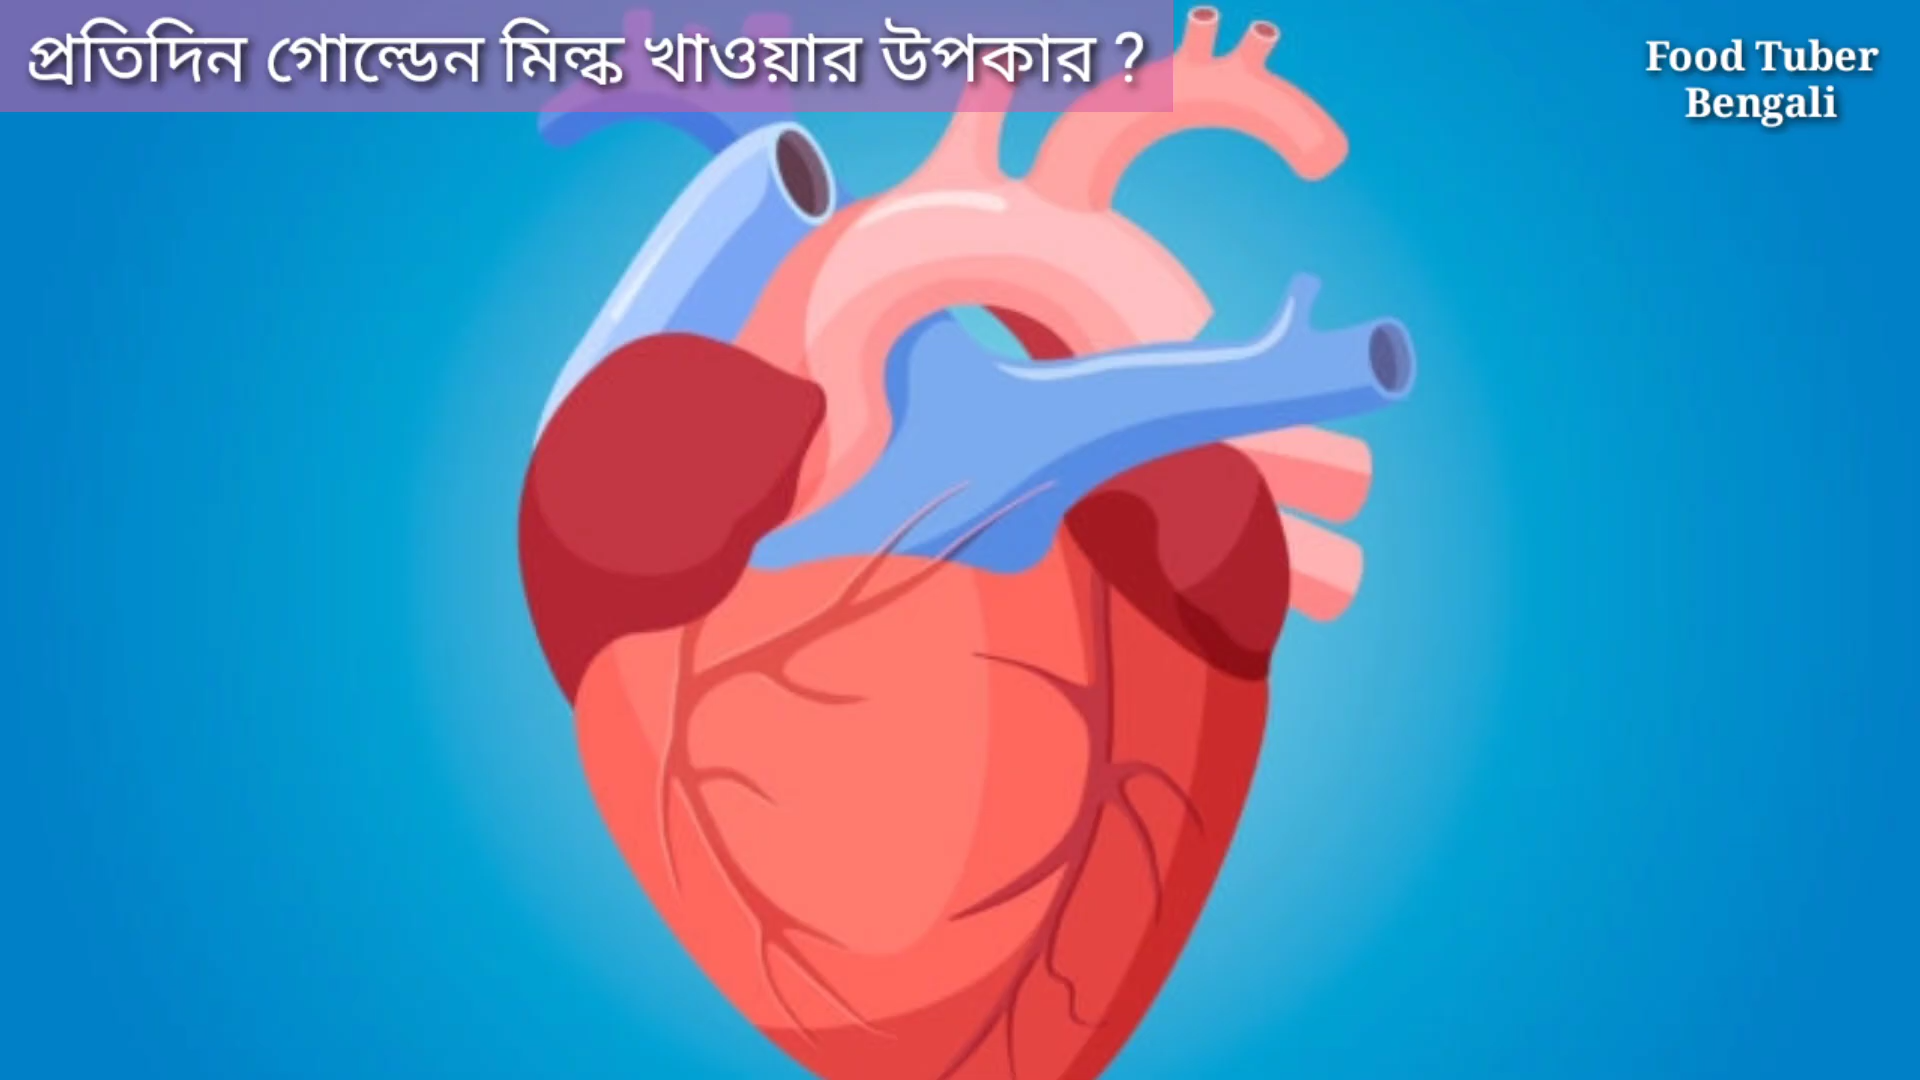 প্রতিদিন গোল্ডেন মিল্ক খাওয়ার উপকার ?
Food Tuber
Bengali